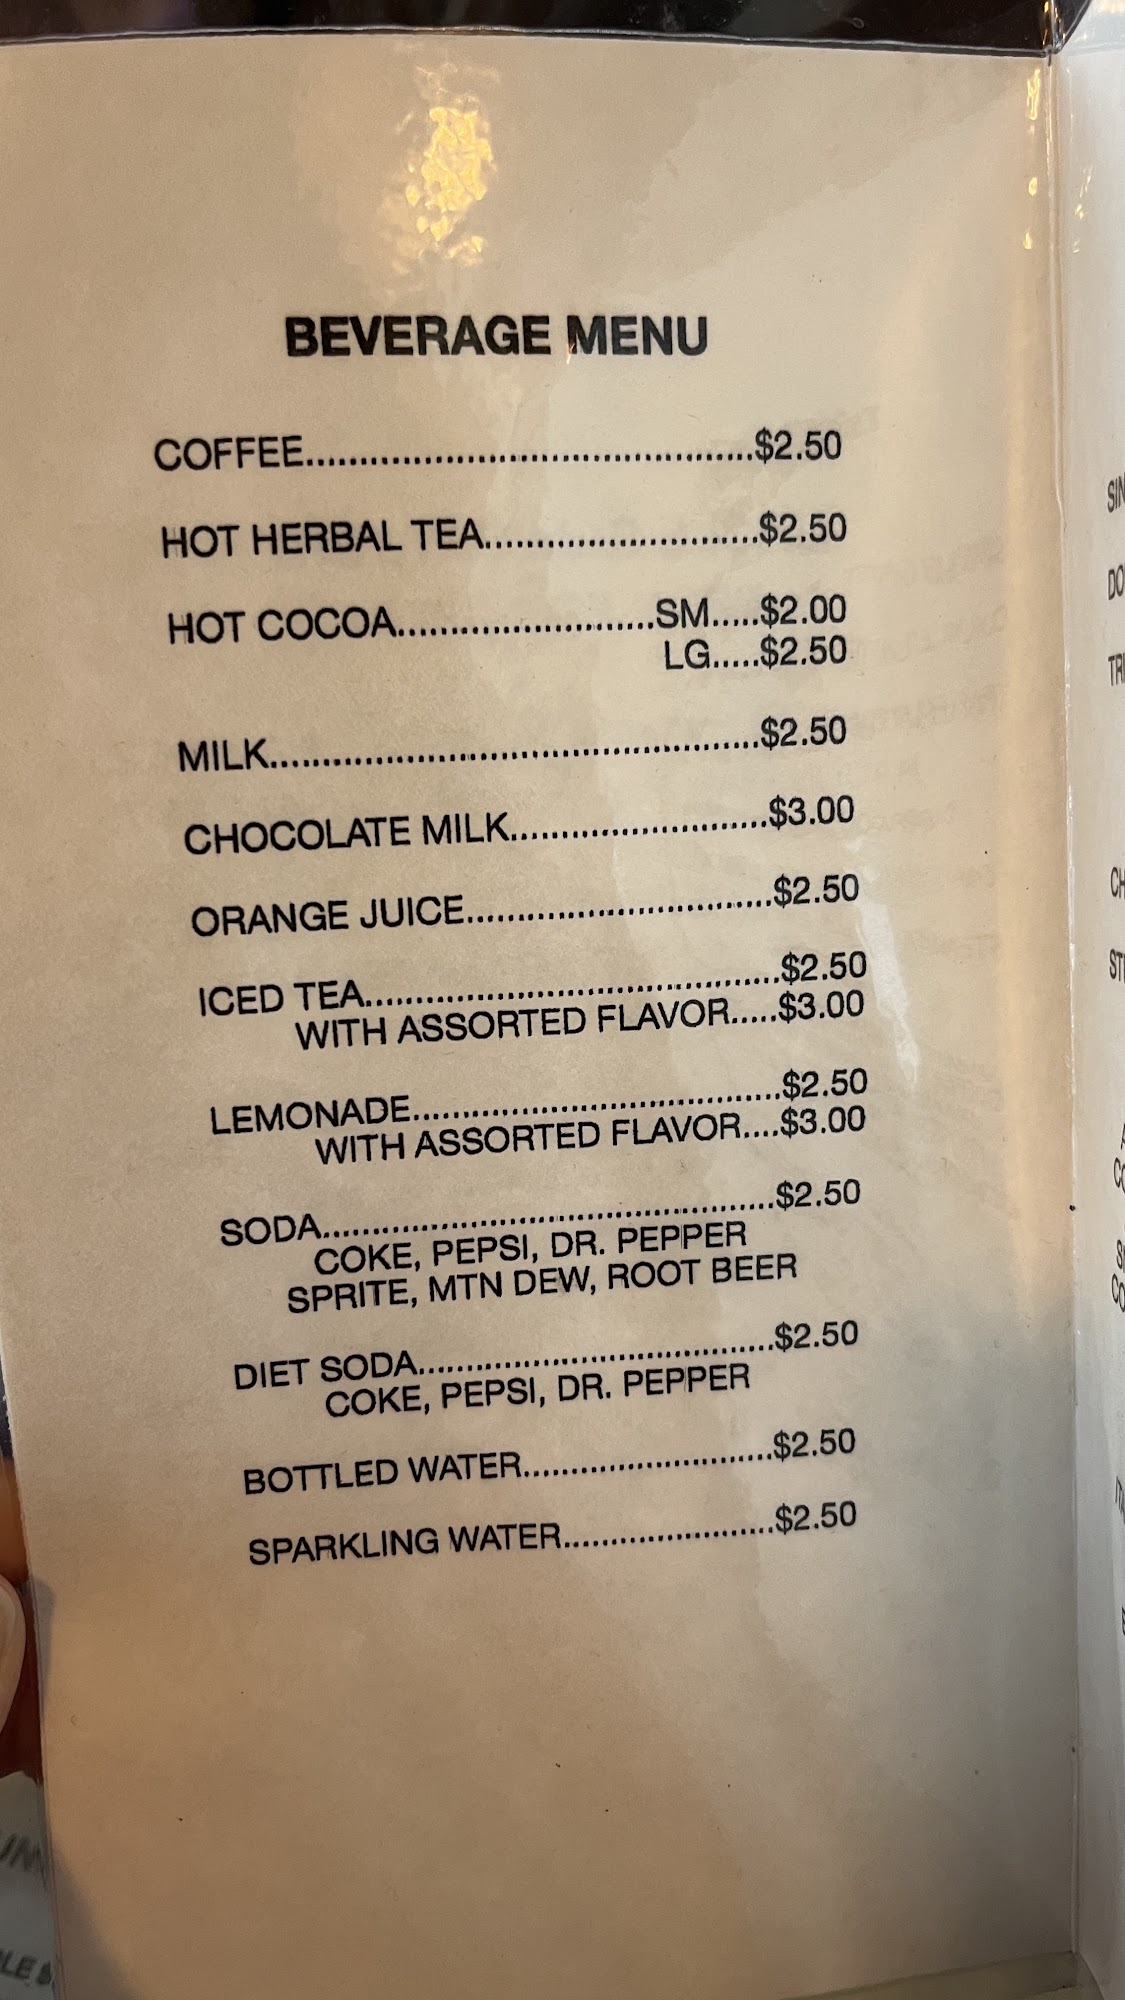 BEVERAGE MENU
COFFEE...........................................$2.50
HOT HERBAL TEA..........................$2.50
HOT COCOA.........................SM.....$2.00
LG.....$2.50
MILK...............................................$2.50
CHOCOLATE MILK.........................$3.00
ORANGE JUICE..............................$2.50
ICED TEA........................................$2.50
WITH ASSORTED FLAVOR.....$3.00
LEMONADE....................................$2.50
WITH ASSORTED FLAVOR....$3.00
SODA.............................................$2.50
COKE, PEPSI, DR. PEPPER
SPRITE, MTN DEW, ROOT BEER
DIET SODA....................................$2.50
COKE, PEPSI, DR. PEPPER
BOTTLED WATER.........................$2.50
SPARKLING WATER.....................$2.50